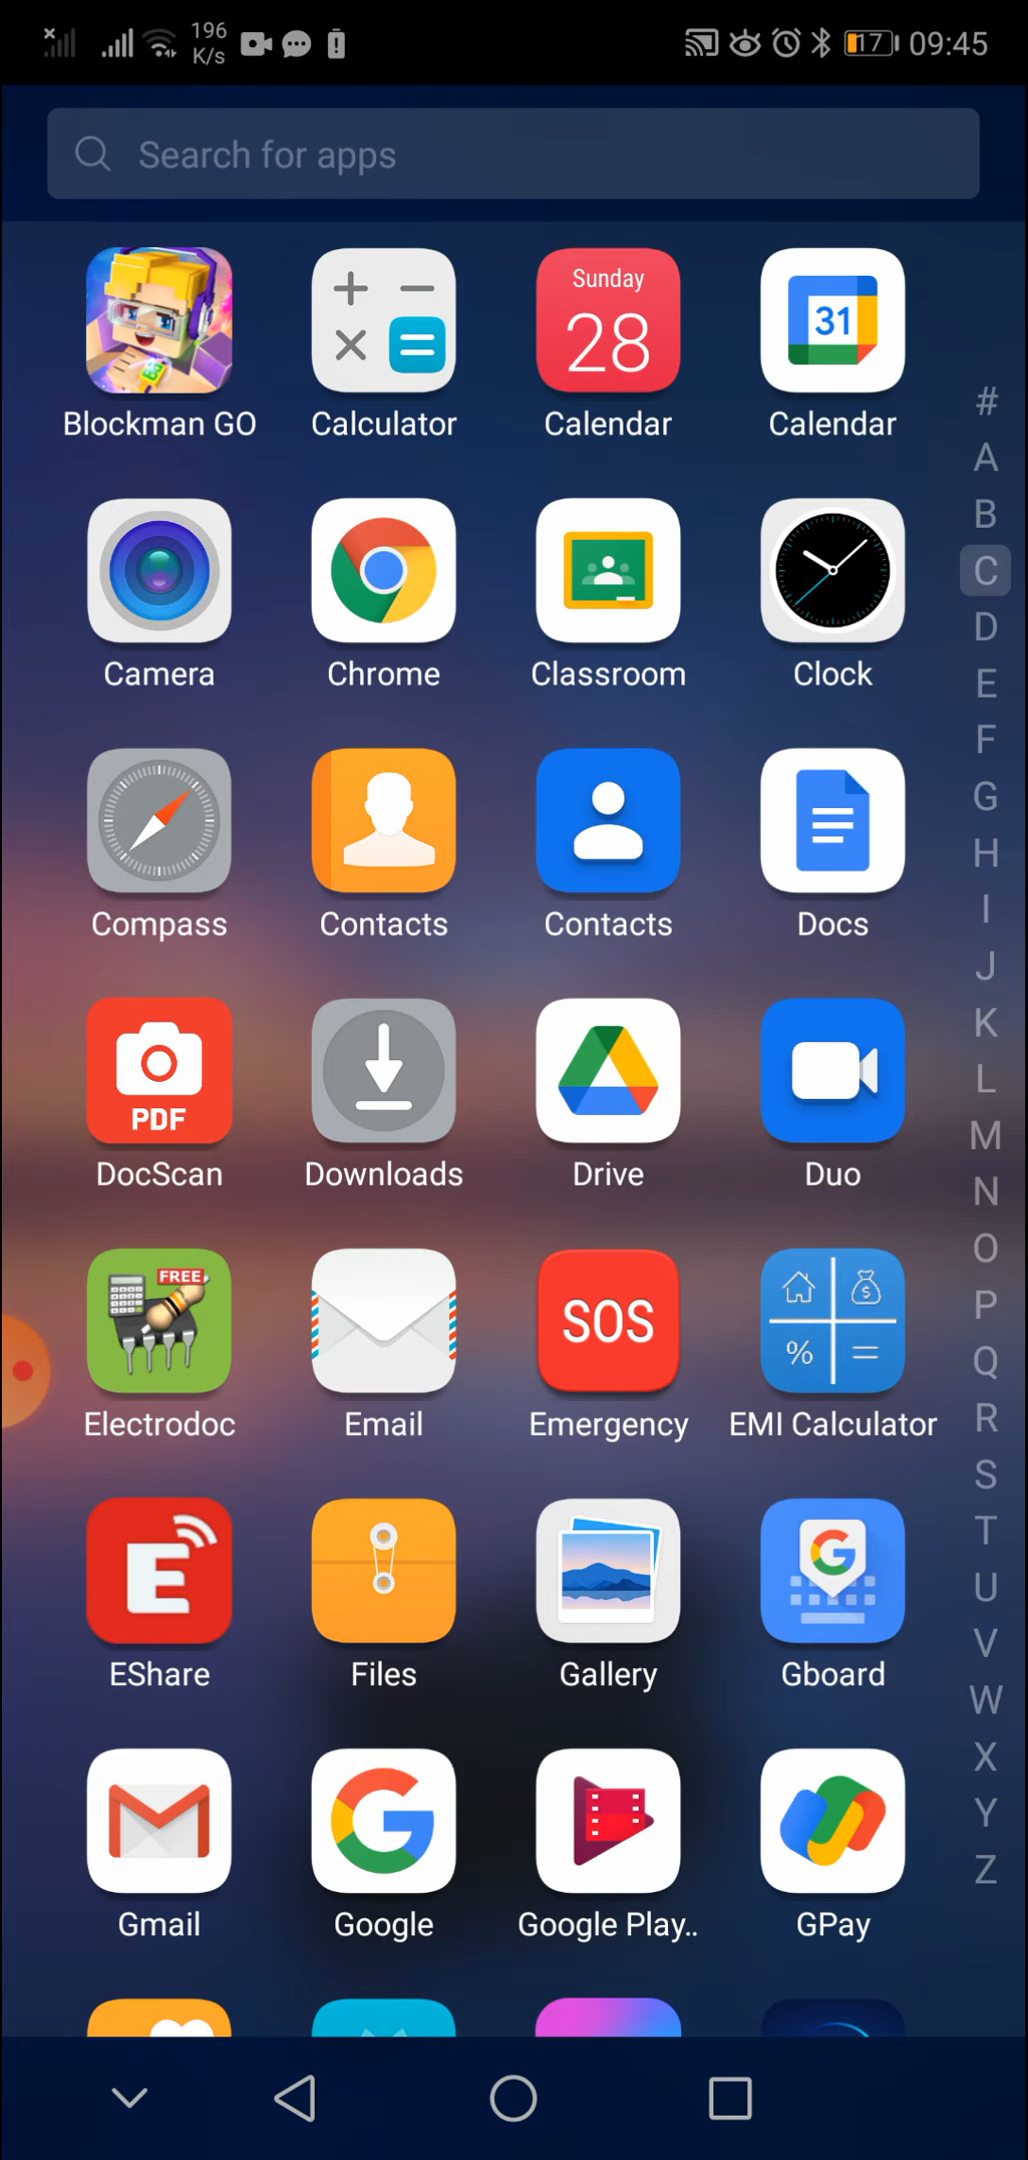 196
K/s
17
09:45
Search for apps
Sunday
28
31
Blockman GO
Calculator
Calendar
Calendar
Camera
Chrome
Classroom
Clock
Compass
Contacts
Contacts
Docs
PDF
DocScan
Downloads
Drive
Duo
FREE
SOS
%
Electrodoc
Email
Emergency
EMI Calculator
E
G
EShare
Files
Gallery
Gboard
Gmail
Google
Google Play..
GPay
#
A
B
C
D
E
F
G
H
I
J
K
L
M
N
O
P
Q
R
S
T
U
V
W
X
Y
Z